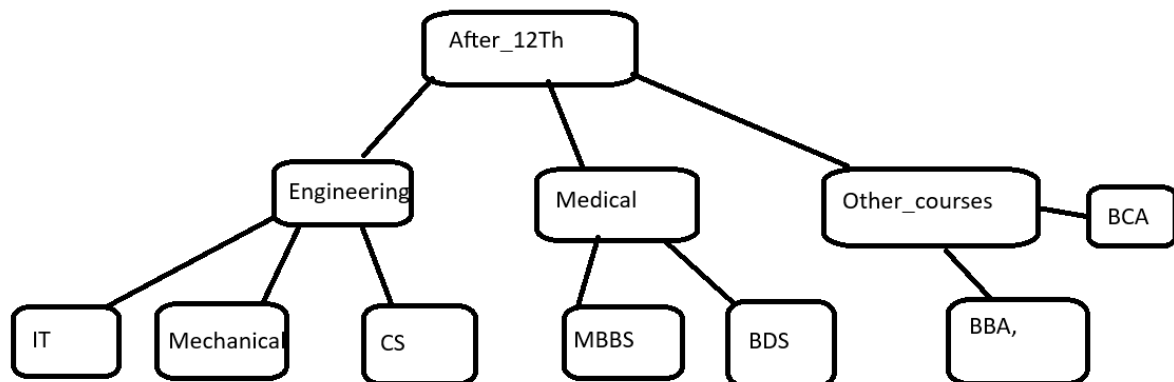 After_12Th
Engineering
Medical
Other_courses
BCA
IT
Mechanical
CS
MBBS
BDS
BBA,